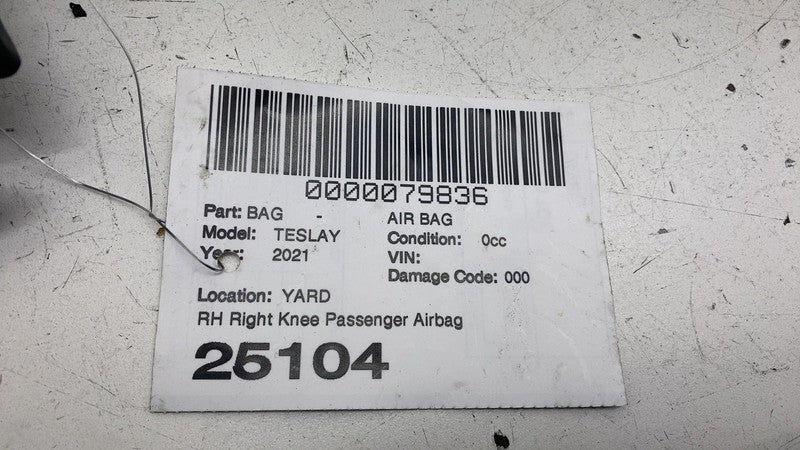 0000079836
Part: BAG - AIR BAG
Model: TESLAY Condition: 0cc
Year: 2021 VIN:
Damage Code: 000
Location: YARD
RH Right Knee Passenger Airbag
25104